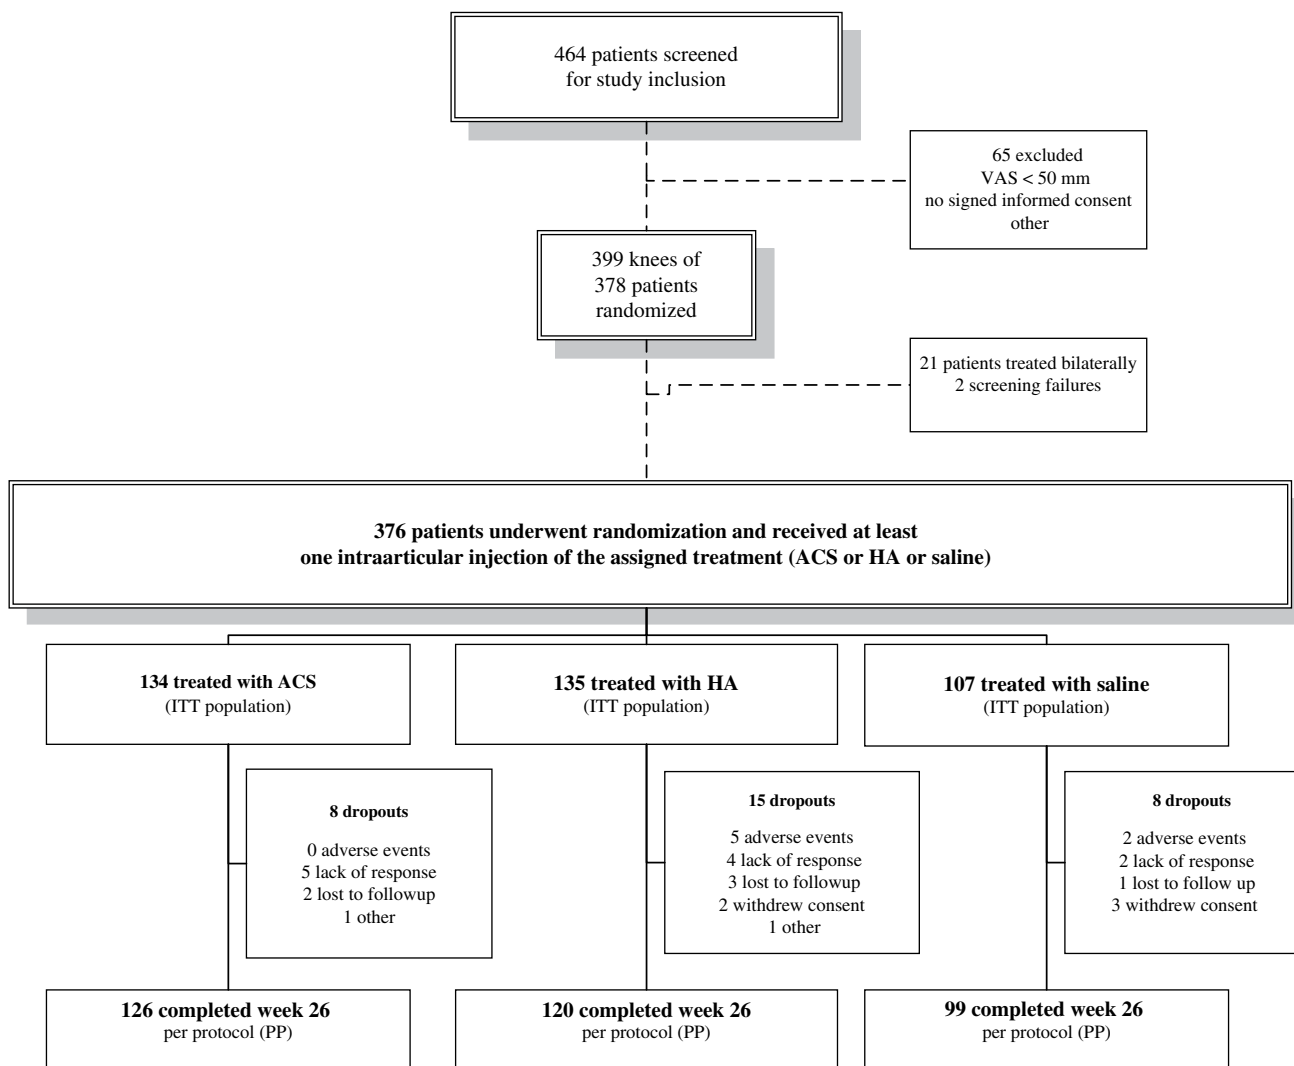 464 patients screened
for study inclusion
65 excluded
VAS < 50 mm
no signed informed consent
other
399 knees of
378 patients
randomized
21 patients treated bilaterally
2 screening failures
376 patients underwent randomization and received at least
one intraarticular injection of the assigned treatment (ACS or HA or saline)
134 treated with ACS
(ITT population)
135 treated with HA
(ITT population)
107 treated with saline
(ITT population)
8 dropouts
0 adverse events
5 lack of response
2 lost to followup
1 other
15 dropouts
5 adverse events
4 lack of response
3 lost to followup
2 withdrew consent
1 other
8 dropouts
2 adverse events
2 lack of response
1 lost to follow up
3 withdrew consent
126 completed week 26
per protocol (PP)
120 completed week 26
per protocol (PP)
99 completed week 26
per protocol (PP)